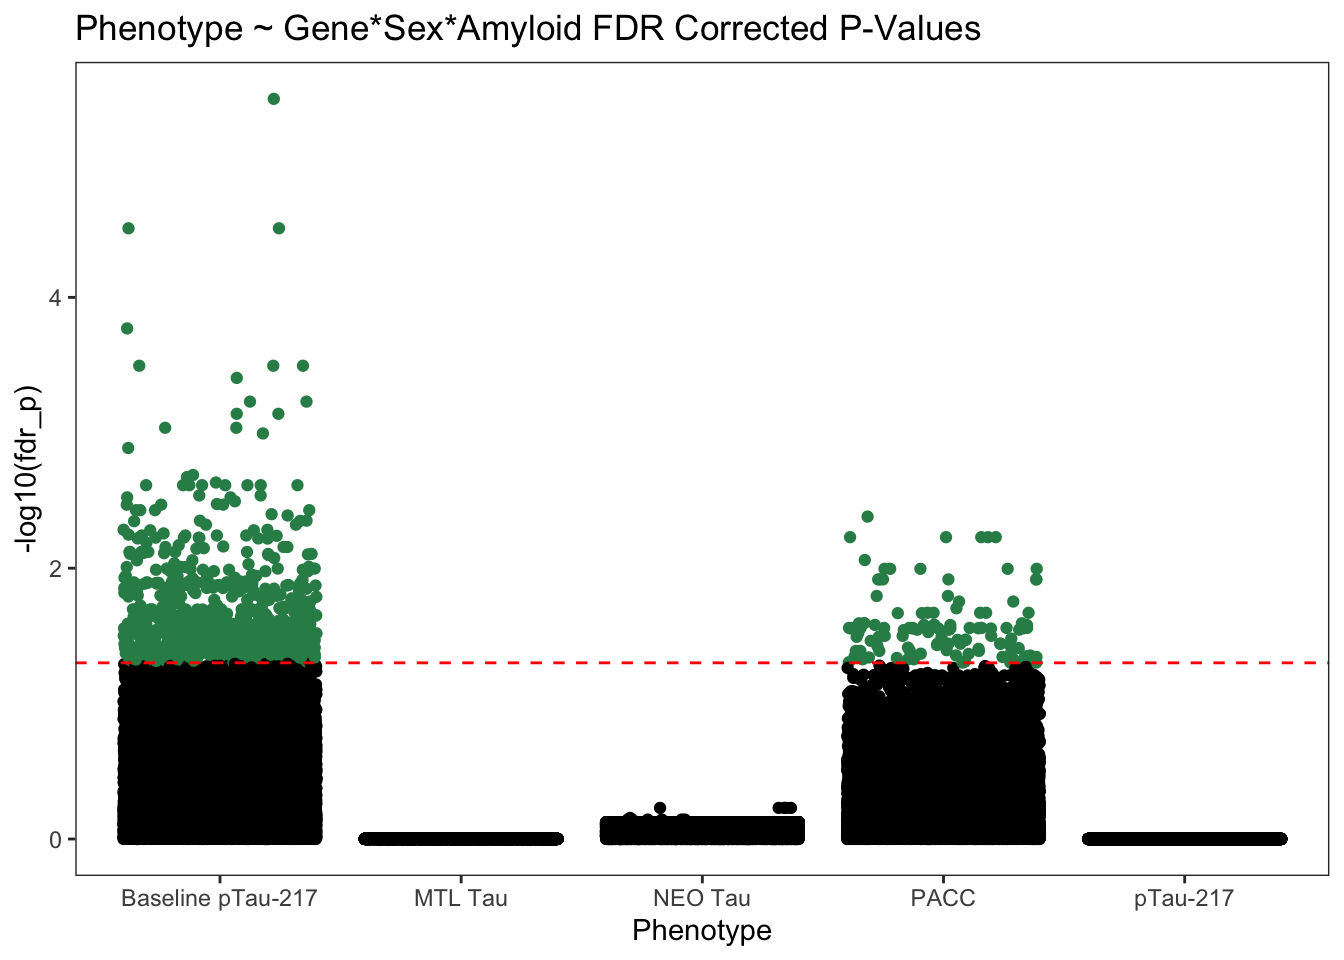 Phenotype ~ Gene*Sex*Amyloid FDR Corrected P-Values
-log10(fdr_p)
4
2
0
Baseline pTau-217 MTL Tau NEO Tau PACC pTau-217
Phenotype